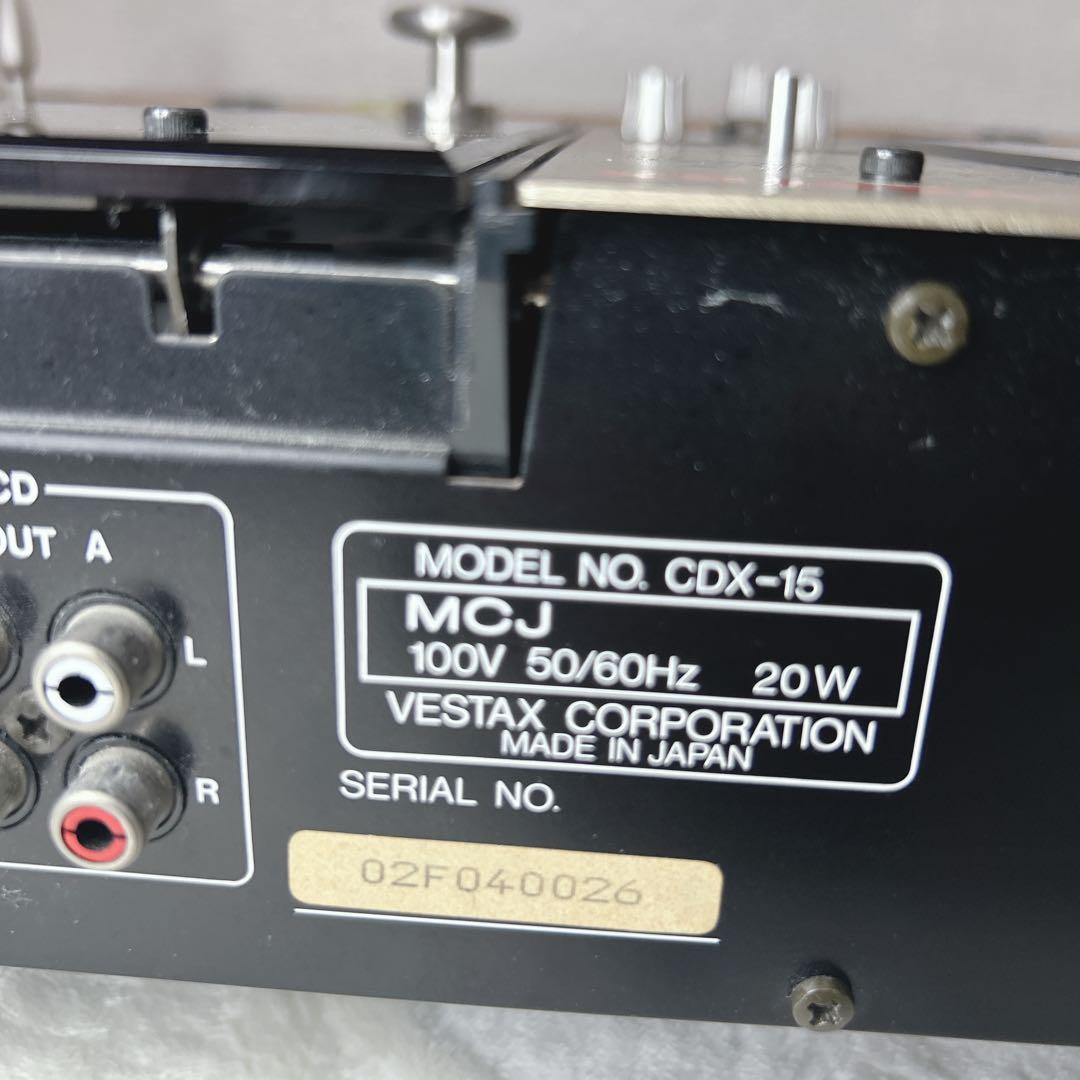 CD
OUT A
L
R
MODEL NO. CDX-15
MCJ
100V 50/60Hz 20W
VESTAX CORPORATION
MADE IN JAPAN
SERIAL NO.
02F040026